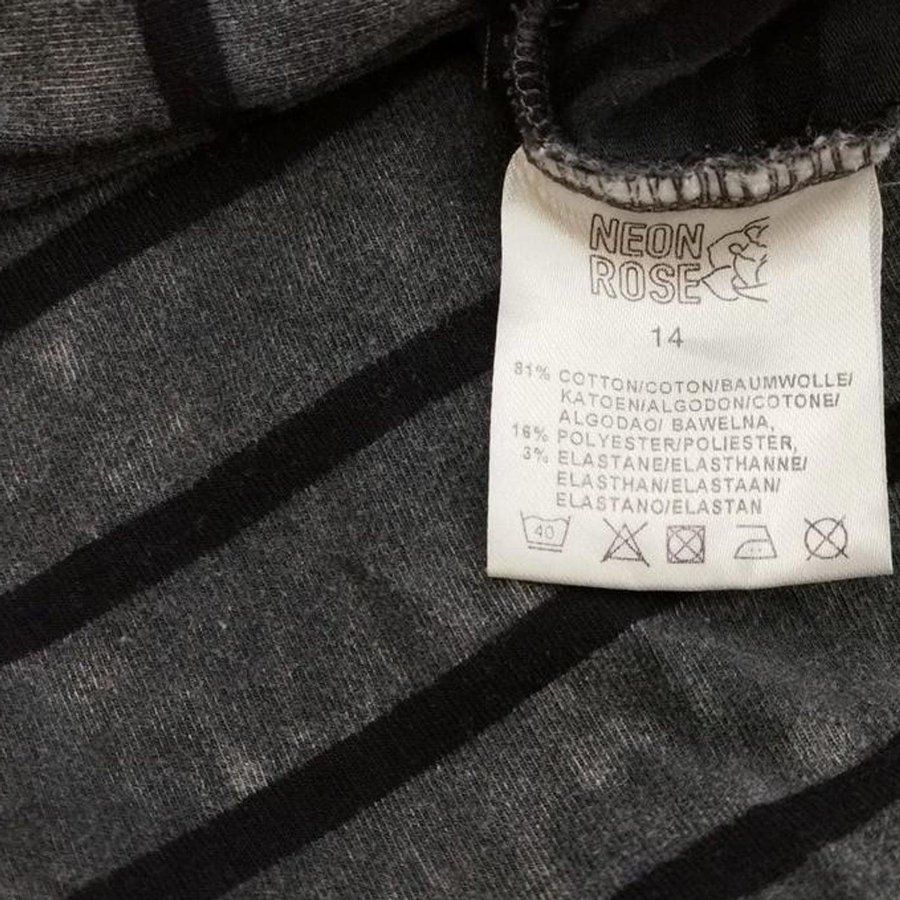 NEON
ROSE
14
81% COTTON/COTON/BAUMWOLLE/
KATOEN/ALGODON/COTONE/
ALGODAO/ BAWELNA,
16% POLYESTER/POLIESTER,
3% ELASTANE/ELASTHANNE/
ELASTHAN/ELASTAAN/
ELASTANO/ELASTAN
40